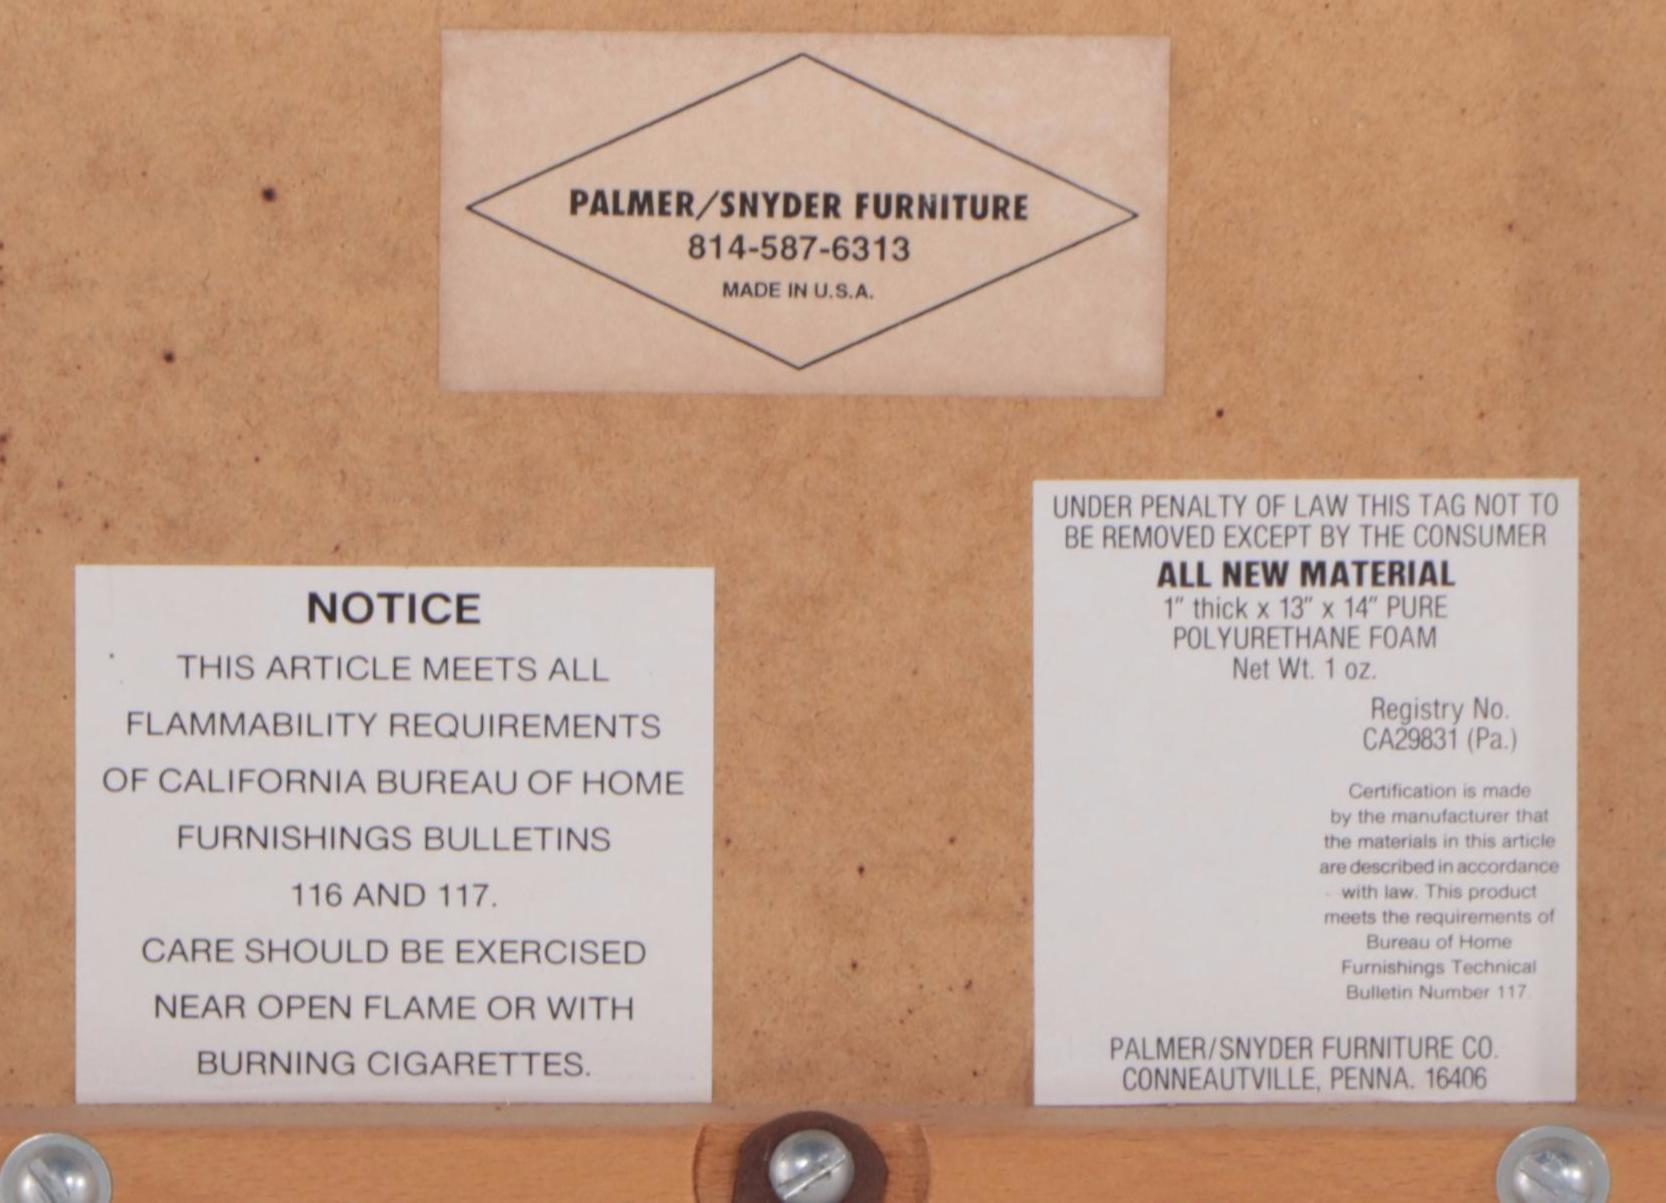 PALMER/SNYDER FURNITURE
814-587-6313
MADE IN U.S.A.
NOTICE
THIS ARTICLE MEETS ALL
FLAMMABILITY REQUIREMENTS
OF CALIFORNIA BUREAU OF HOME
FURNISHINGS BULLETINS
116 AND 117.
CARE SHOULD BE EXERCISED
NEAR OPEN FLAME OR WITH
BURNING CIGARETTES.
UNDER PENALTY OF LAW THIS TAG NOT TO
BE REMOVED EXCEPT BY THE CONSUMER
ALL NEW MATERIAL
1" thick x 13" x 14" PURE
POLYURETHANE FOAM
Net Wt. 1 oz.
Registry No.
CA29831 (Pa.)
Certification is made
by the manufacturer that
the materials in this article
are described in accordance
with law. This product
meets the requirements of
Bureau of Home
Furnishings Technical
Bulletin Number 117.
PALMER/SNYDER FURNITURE CO.
CONNEAUTVILLE, PENNA. 16406